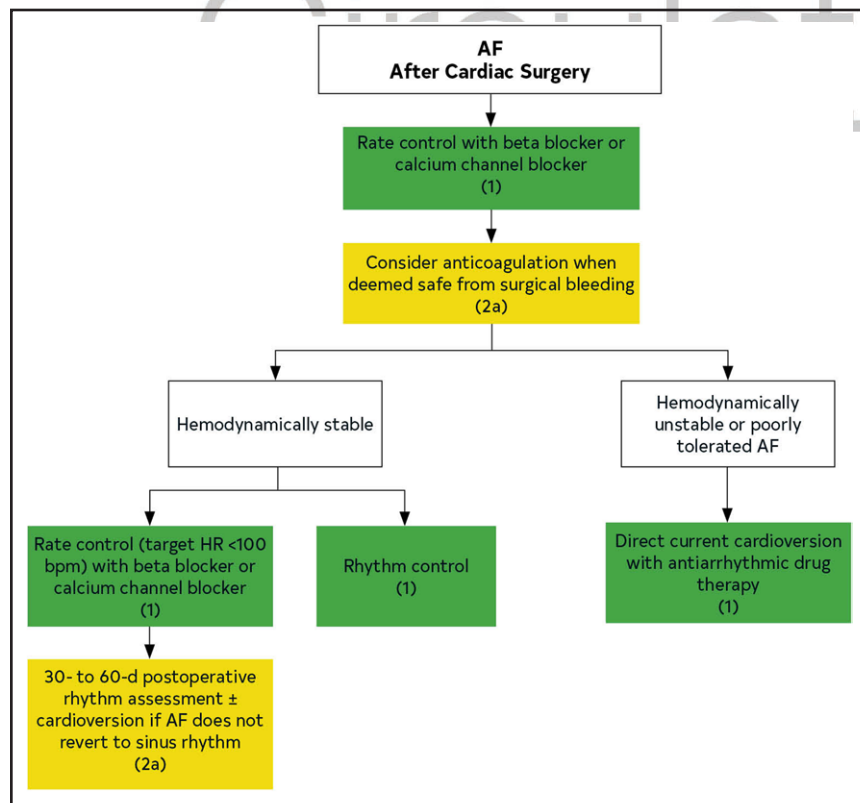 AF
After Cardiac Surgery
Rate control with beta blocker or
calcium channel blocker
(1)
Consider anticoagulation when
deemed safe from surgical bleeding
(2a)
Hemodynamically stable
Hemodynamically
unstable or poorly
tolerated AF
Rate control (target HR <100
bpm) with beta blocker or
calcium channel blocker
(1)
Rhythm control
(1)
Direct current cardioversion
with antiarrhythmic drug
therapy
(1)
30- to 60-d postoperative
rhythm assessment ±
cardioversion if AF does not
revert to sinus rhythm
(2a)